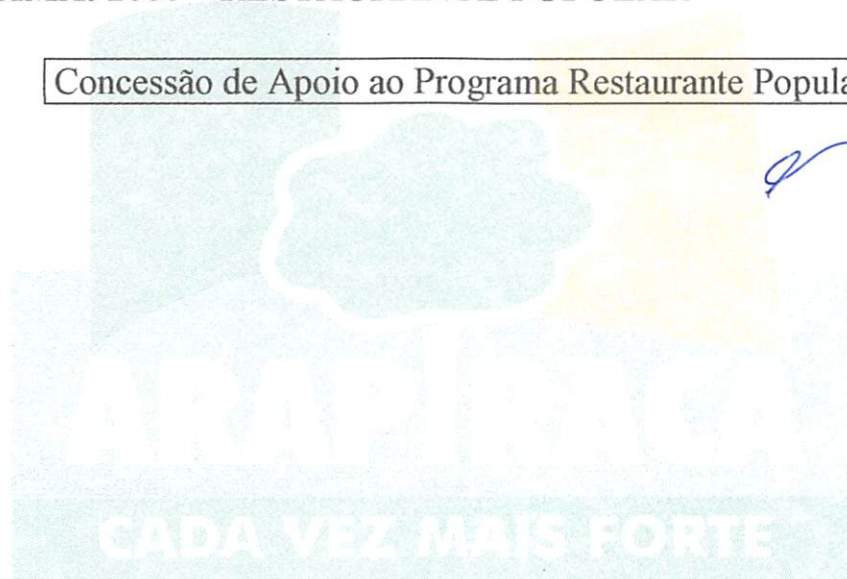 Concessão de Apoio ao Programa Restaurante Popula
ARAPIRACA
CADA VEZ MAIS FORTE